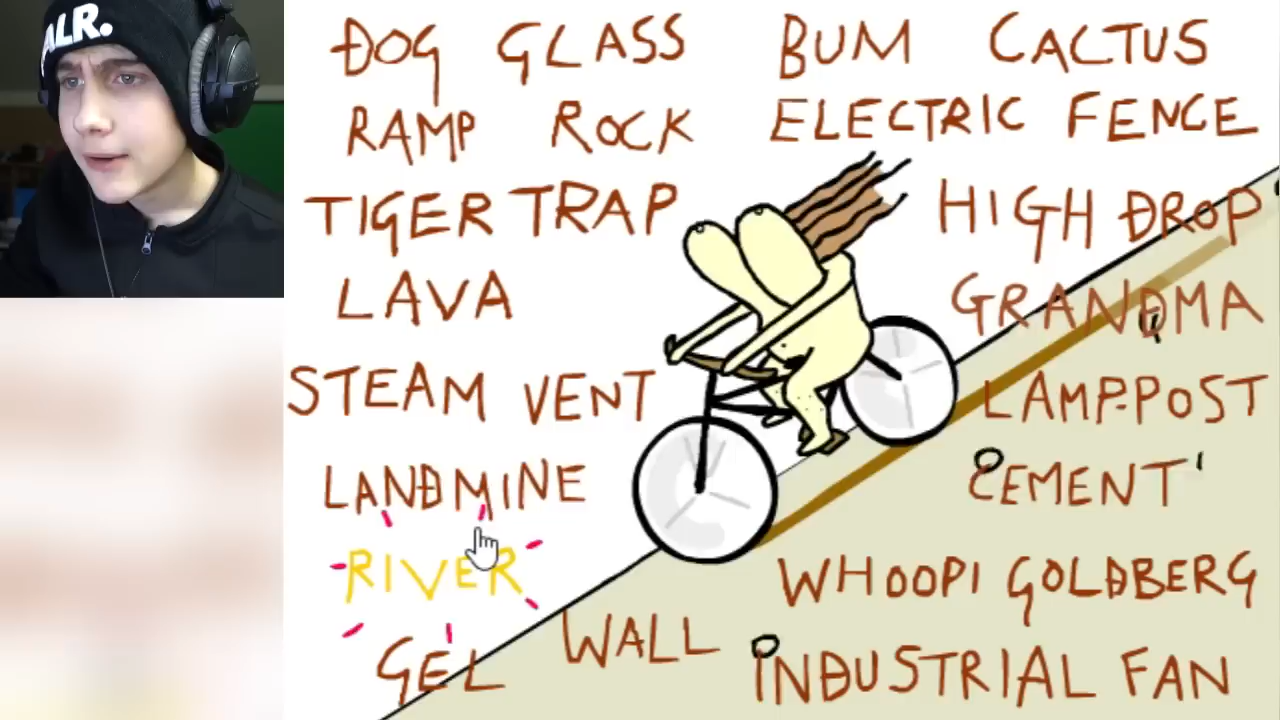 ALR.
DOG GLASS BUM CACTUS
RAMP ROCK ELECTRIC FENCE
TIGER TRAP HIGH DROP
LAVA GRANDMA
STEAM VENT LAMP-POST
LANDMINE CEMENT
RIVER WHOOPI GOLDBERG
GEL WALL INDUSTRIAL FAN